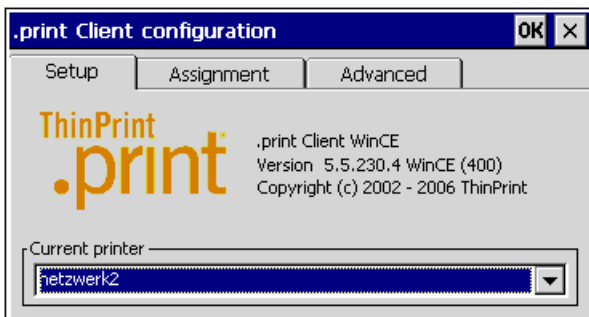 .print Client configuration OK ×
Setup Assignment Advanced
ThinPrint
.print
.print Client WinCE
Version 5.5.230.4 WinCE (400)
Copyright (c) 2002 - 2006 ThinPrint
Current printer
netzwerk2